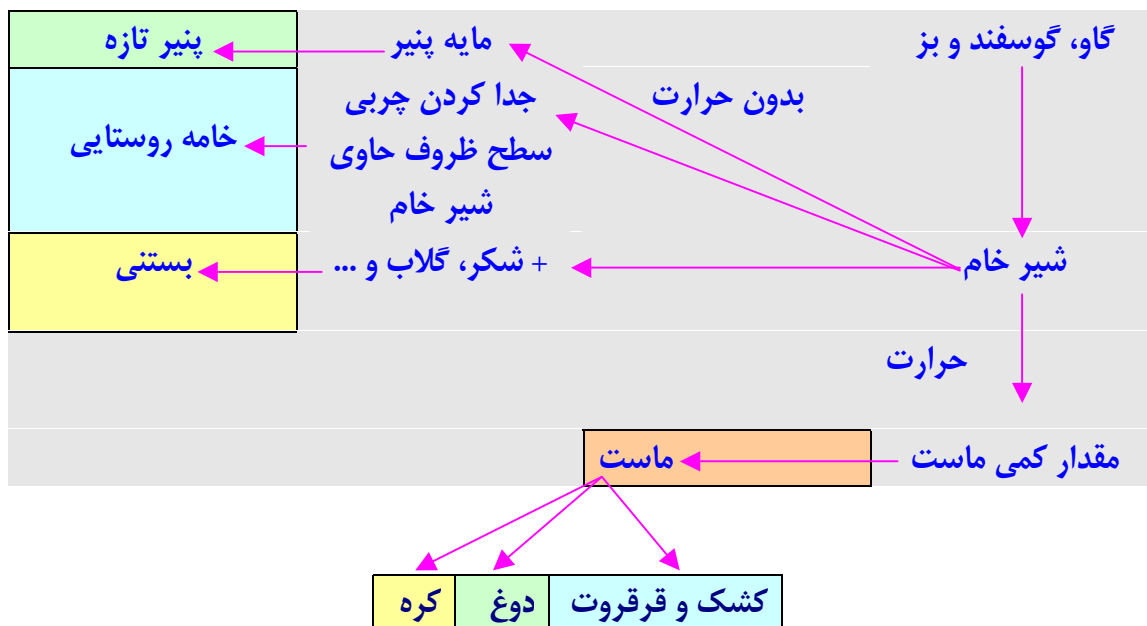 گاو، گوسفند و بز
مایه پنیر
پنیر تازه
بدون حرارت
جدا کردن چربی
سطح ظروف حاوی
شیر خام
خامه روستایی
شیر خام
+ شکر، گلاب و ...
بستنی
حرارت
مقدار کمی ماست
ماست
کشک و قرقروت
دوغ
کره